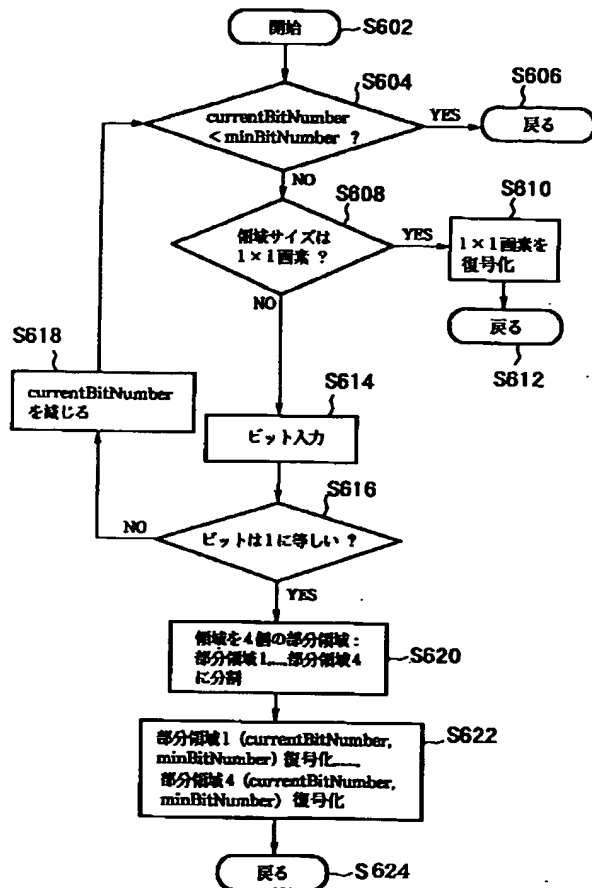 開始
S602
S604
currentBitNumber
< minBitNumber ?
YES
S606
戻る
NO
S608
領域サイズは
1×1画素 ?
YES
S610
1×1画素を
復号化
NO
戻る
S612
S618
currentBitNumber
を減じる
S614
ビット入力
S616
NO
ビットは1に等しい ?
YES
領域を4個の部分領域:
部分領域1,...,部分領域4
に分割
S620
部分領域1 (currentBitNumber,
minBitNumber) 復号化,...,
部分領域4 (currentBitNumber,
minBitNumber) 復号化
S622
戻る
S624